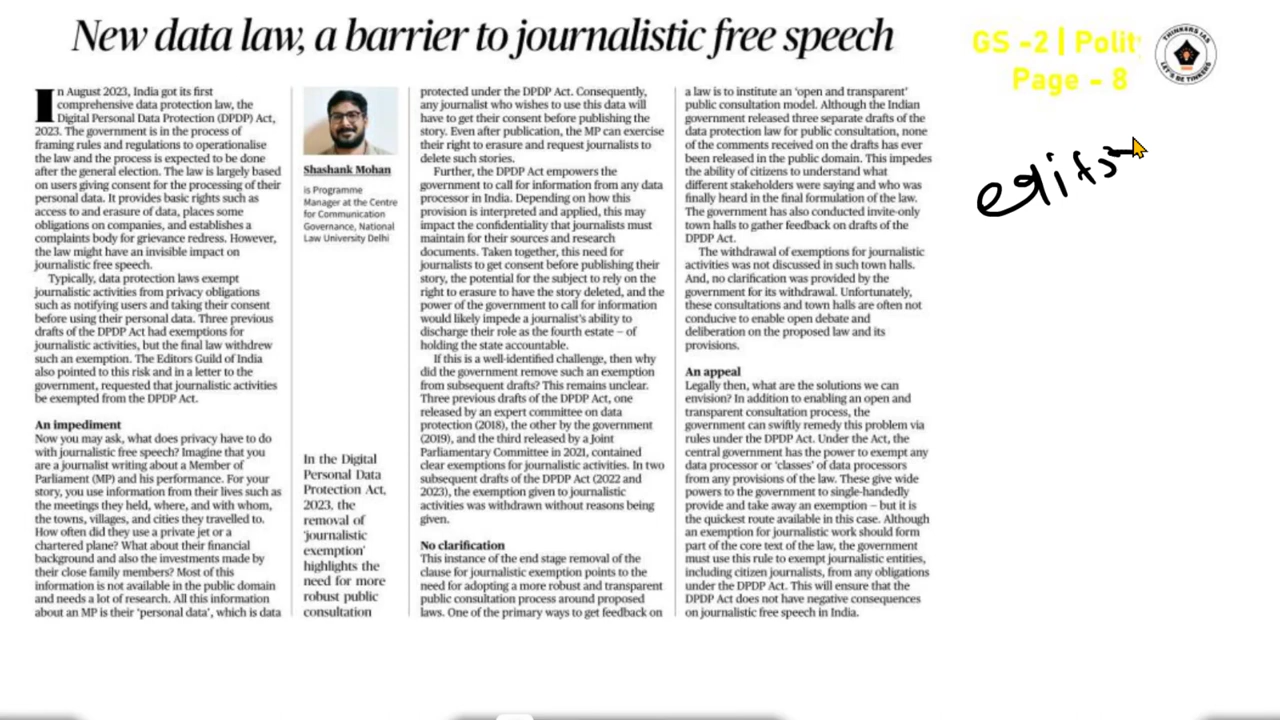 New data law, a barrier to journalistic free speech
GS -2 | Polit
Page - 8
THINKERS IAS
LET'S BE THINKERS
In August 2023, India got its first
comprehensive data protection law, the
Digital Personal Data Protection (DPDP) Act,
2023. The government is in the process of
framing rules and regulations to operationalise
the law and the process is expected to be done
after the general election. The law is largely based
on users giving consent for the processing of their
personal data. It provides basic rights such as
access to and erasure of data, places some
obligations on companies, and establishes a
complaints body for grievance redress. However,
the law might have an invisible impact on
journalistic free speech.
Typically, data protection laws exempt
journalistic activities from privacy obligations
such as notifying users and taking their consent
before using their personal data. Three previous
drafts of the DPDP Act had exemptions for
journalistic activities, but the final law withdrew
such an exemption. The Editors Guild of India
also pointed to this risk and in a letter to the
government, requested that journalistic activities
be exempted from the DPDP Act.
An impediment
Now you may ask, what does privacy have to do
with journalistic free speech? Imagine that you
are a journalist writing about a Member of
Parliament (MP) and his performance. For your
story, you use information from their lives such as
the meetings they held, where, and with whom,
the towns, villages, and cities they travelled to.
How often did they use a private jet or a
chartered plane? What about their financial
background and also the investments made by
their close family members? Most of this
information is not available in the public domain
and needs a lot of research. All this information
about an MP is their 'personal data', which is data
Shashank Mohan
is Programme
Manager at the Centre
for Communication
Governance, National
Law University Delhi
In the Digital
Personal Data
Protection Act,
2023, the
removal of
'journalistic
exemption'
highlights the
need for more
robust public
consultation
protected under the DPDP Act. Consequently,
any journalist who wishes to use this data will
have to get their consent before publishing the
story. Even after publication, the MP can exercise
their right to erasure and request journalists to
delete such stories.
Further, the DPDP Act empowers the
government to call for information from any data
processor in India. Depending on how this
provision is interpreted and applied, this may
impact the confidentiality that journalists must
maintain for their sources and research
documents. Taken together, this need for
journalists to get consent before publishing their
story, the potential for the subject to rely on the
right to erasure to have the story deleted, and the
power of the government to call for information
would likely impede a journalist's ability to
discharge their role as the fourth estate – of
holding the state accountable.
If this is a well-identified challenge, then why
did the government remove such an exemption
from subsequent drafts? This remains unclear.
Three previous drafts of the DPDP Act, one
released by an expert committee on data
protection (2018), the other by the government
(2019), and the third released by a Joint
Parliamentary Committee in 2021, contained
clear exemptions for journalistic activities. In two
subsequent drafts of the DPDP Act (2022 and
2023), the exemption given to journalistic
activities was withdrawn without reasons being
given.
No clarification
This instance of the end stage removal of the
clause for journalistic exemption points to the
need for adopting a more robust and transparent
public consultation process around proposed
laws. One of the primary ways to get feedback on
a law is to institute an 'open and transparent'
public consultation model. Although the Indian
government released three separate drafts of the
data protection law for public consultation, none
of the comments received on the drafts has ever
been released in the public domain. This impedes
the ability of citizens to understand what
different stakeholders were saying and who was
finally heard in the final formulation of the law.
The government has also conducted invite-only
town halls to gather feedback on drafts of the
DPDP Act.
The withdrawal of exemptions for journalistic
activities was not discussed in such town halls.
And, no clarification was provided by the
government for its withdrawal. Unfortunately,
these consultations and town halls are often not
conducive to enable open debate and
deliberation on the proposed law and its
provisions.
An appeal
Legally then, what are the solutions we can
envision? In addition to enabling an open and
transparent consultation process, the
government can swiftly remedy this problem via
rules under the DPDP Act. Under the Act, the
central government has the power to exempt any
data processor or 'classes' of data processors
from any provisions of the law. These give wide
powers to the government to single-handedly
provide and take away an exemption – but it is
the quickest route available in this case. Although
an exemption for journalistic work should form
part of the core text of the law, the government
must use this rule to exempt journalistic entities,
including citizen journalists, from any obligations
under the DPDP Act. This will ensure that the
DPDP Act does not have negative consequences
on journalistic free speech in India.